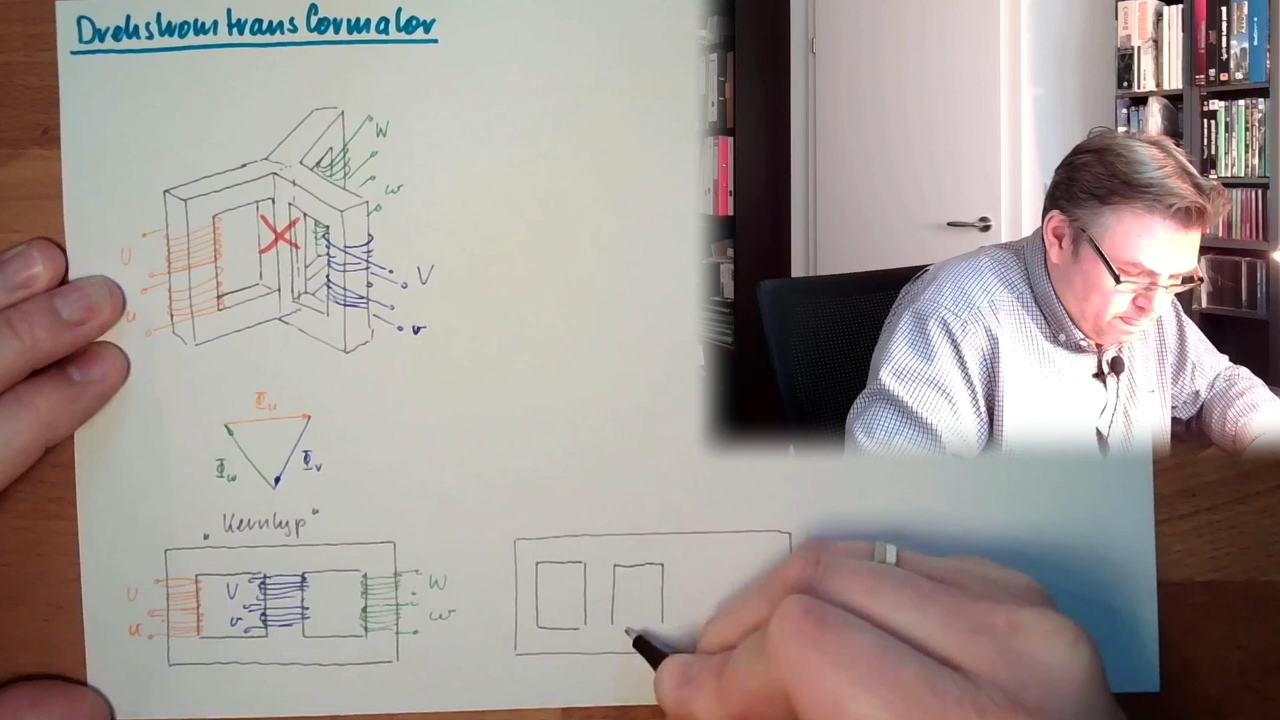 Drehstromtransformator
W
w
U
V
u
v
Φu
Φw
Φv
„Kerntyp"
U
V
W
u
v
w